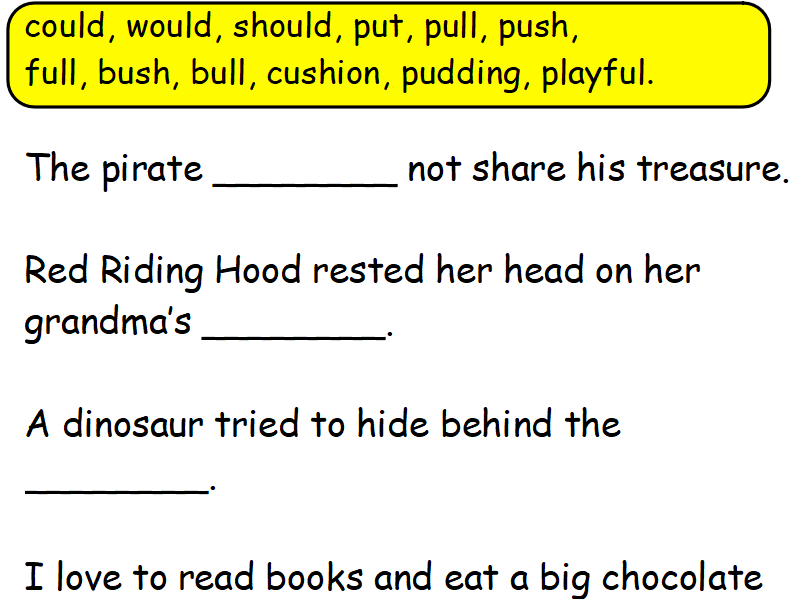 could, would, should, put, pull, push,
full, bush, bull, cushion, pudding, playful.
The pirate ________ not share his treasure.
Red Riding Hood rested her head on her
grandma's ________.
A dinosaur tried to hide behind the
________.
I love to read books and eat a big chocolate